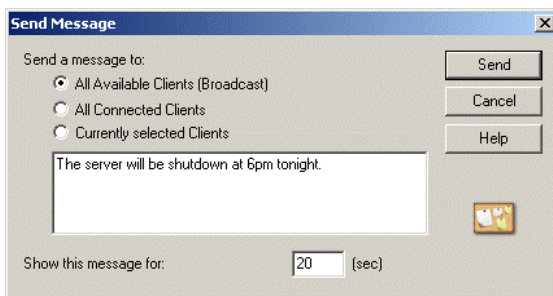 Send Message
Send a message to:
All Available Clients (Broadcast)
All Connected Clients
Currently selected Clients
Send
Cancel
Help
The server will be shutdown at 6pm tonight.
Show this message for: 20 (sec)